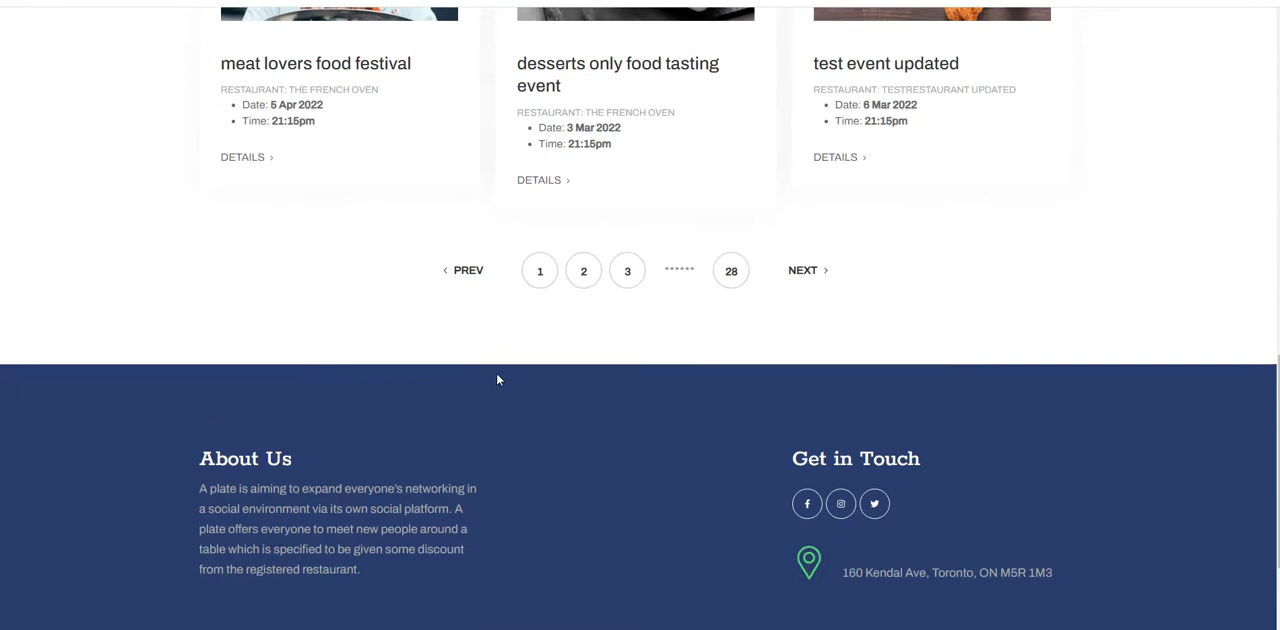 meat lovers food festival
RESTAURANT: THE FRENCH OVEN
Date: 5 Apr 2022
Time: 21:15pm
DETAILS ›
desserts only food tasting
event
RESTAURANT: THE FRENCH OVEN
Date: 3 Mar 2022
Time: 21:15pm
DETAILS ›
test event updated
RESTAURANT: TESTRESTAURANT UPDATED
Date: 6 Mar 2022
Time: 21:15pm
DETAILS ›
‹ PREV 1 2 3 ...... 28 NEXT ›
About Us
A plate is aiming to expand everyone's networking in
a social environment via its own social platform. A
plate offers everyone to meet new people around a
table which is specified to be given some discount
from the registered restaurant.
Get in Touch
160 Kendal Ave, Toronto, ON M5R 1M3